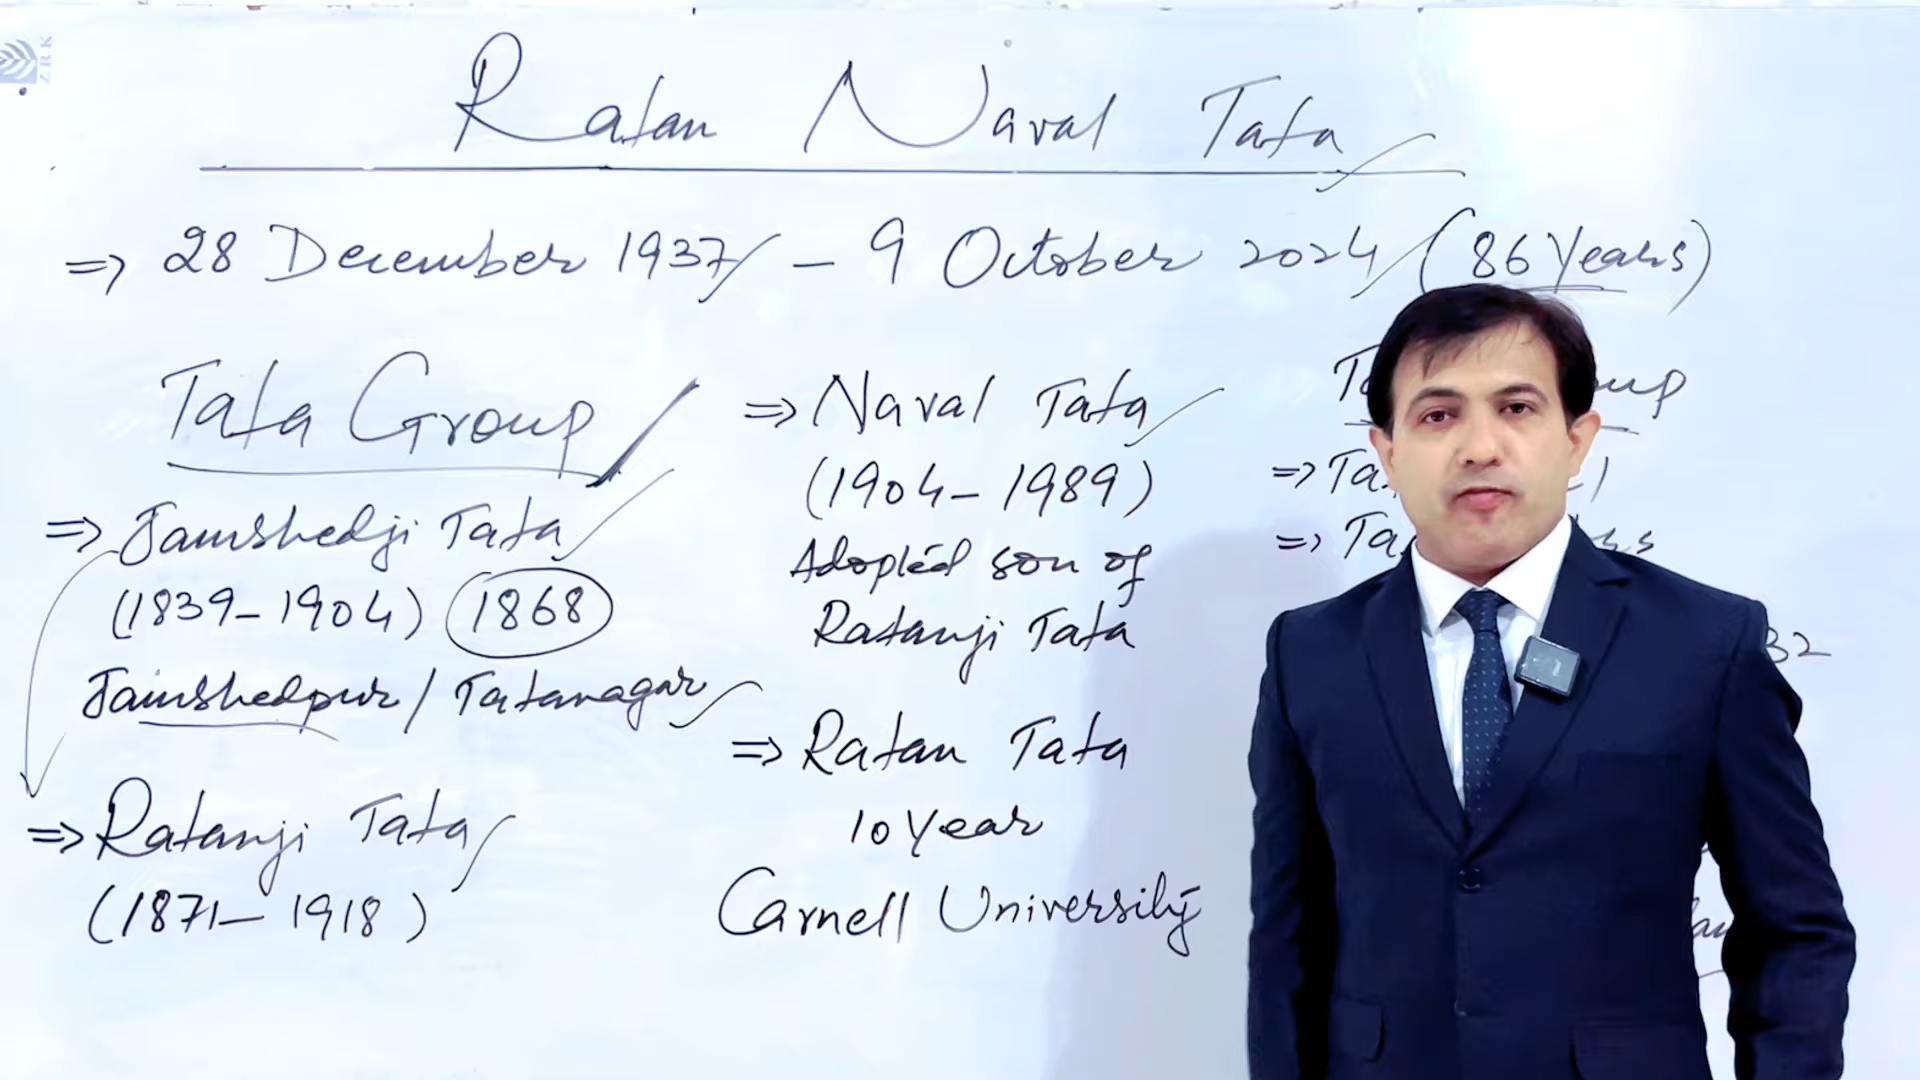 ZRK
Ratan Naval Tata
=> 28 December 1937 – 9 October 2024 (86 Years)
Tata Group
=> Jamshedji Tata
(1839–1904) 1868
Jamshedpur / Tatanagar
=> Ratanji Tata
(1871–1918)
=> Naval Tata
(1904–1989)
Adopted son of
Ratanji Tata
=> Ratan Tata
10 Year
Carnell University